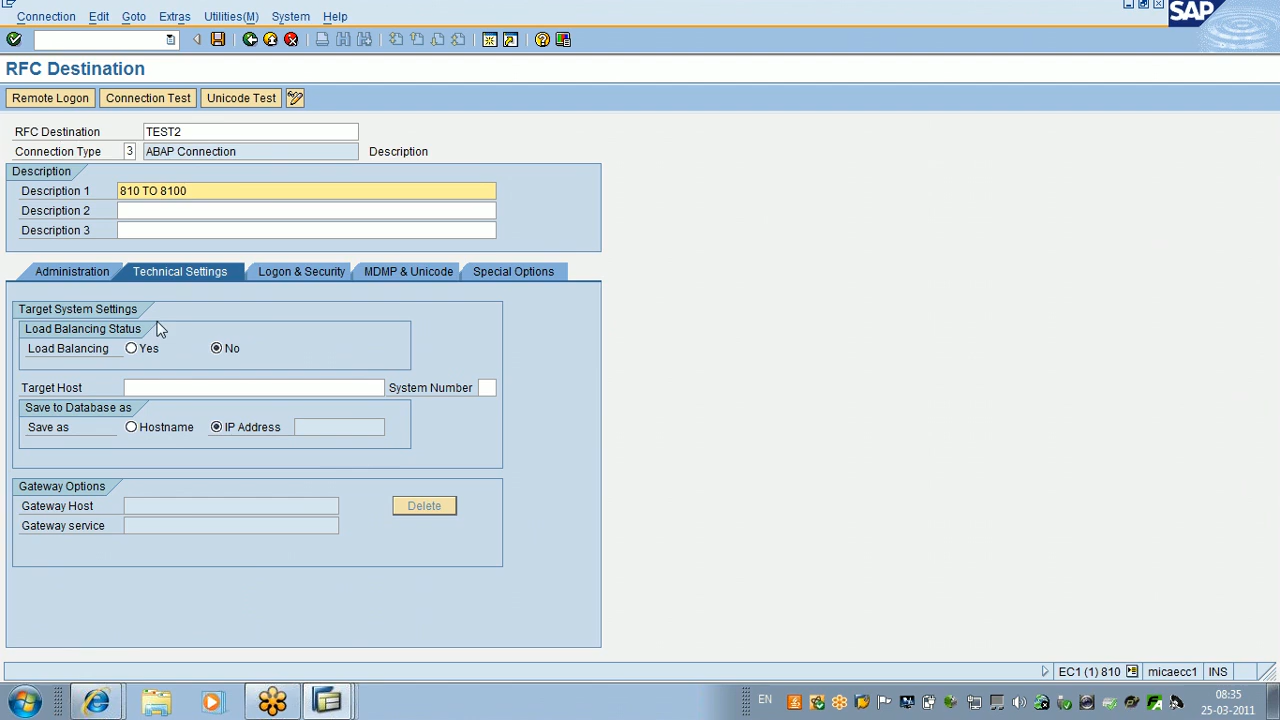 Connection Edit Goto Extras Utilities(M) System Help
SAP
RFC Destination
Remote Logon Connection Test Unicode Test
RFC Destination TEST2
Connection Type 3 ABAP Connection Description
Description
Description 1 810 TO 8100
Description 2
Description 3
Administration Technical Settings Logon & Security MDMP & Unicode Special Options
Target System Settings
Load Balancing Status
Load Balancing Yes No
Target Host System Number
Save to Database as
Save as Hostname IP Address
Gateway Options
Gateway Host Delete
Gateway service
EC1 (1) 810 micaecc1 INS
EN
08:35
25-03-2011